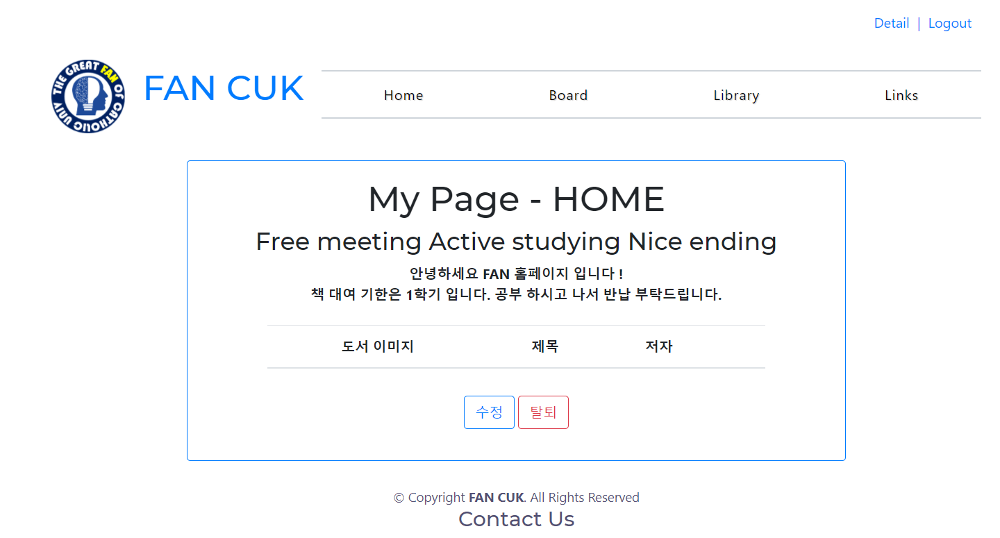 Detail | Logout
THE GREAT FAN OF CATHOLIC UNIV
FAN CUK
Home Board Library Links
My Page - HOME
Free meeting Active studying Nice ending
안녕하세요 FAN 홈페이지 입니다 !
책 대여 기한은 1학기 입니다. 공부 하시고 나서 반납 부탁드립니다.
도서 이미지 제목 저자
수정 탈퇴
© Copyright FAN CUK. All Rights Reserved
Contact Us